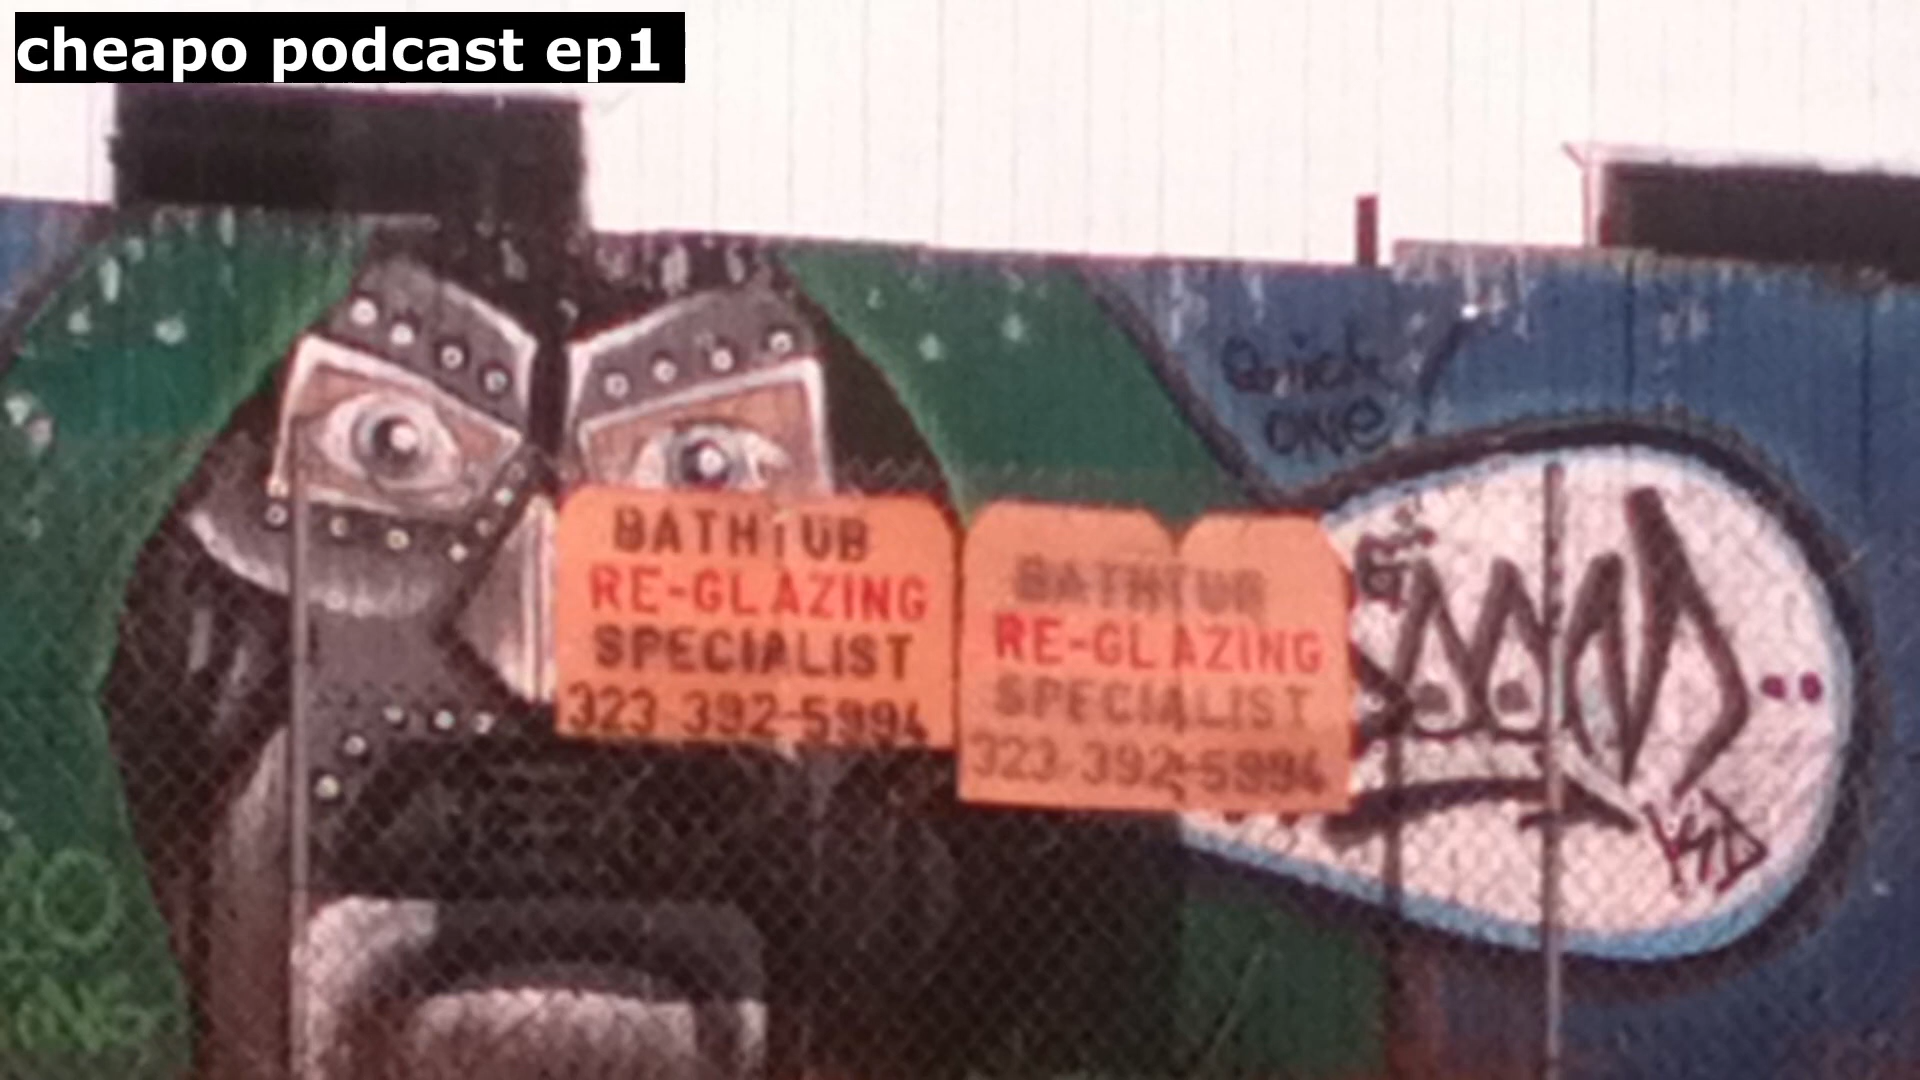 cheapo podcast ep1
Quick
ONE
BATHTUB
RE-GLAZING
SPECIALIST
323-392-5994
BATHTUB
RE-GLAZING
SPECIALIST
323-392-5994